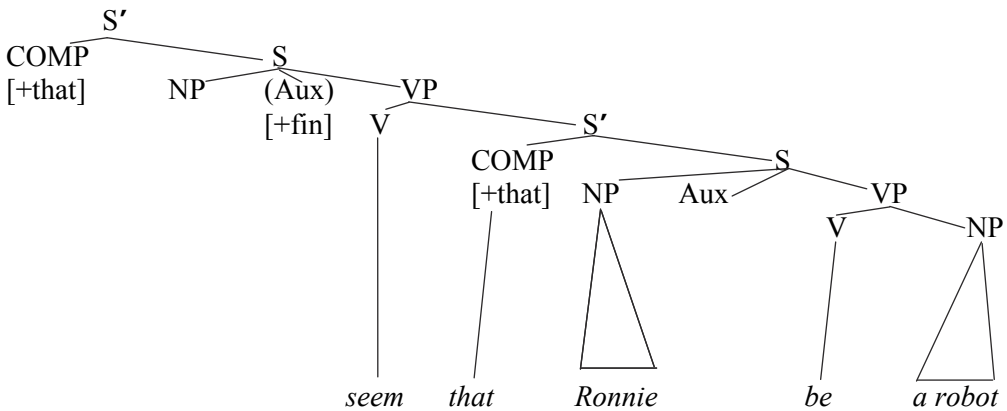 S′
COMP S
[+that] NP (Aux) VP
[+fin] V S′
COMP S
[+that] NP Aux VP
V NP
seem that Ronnie be a robot